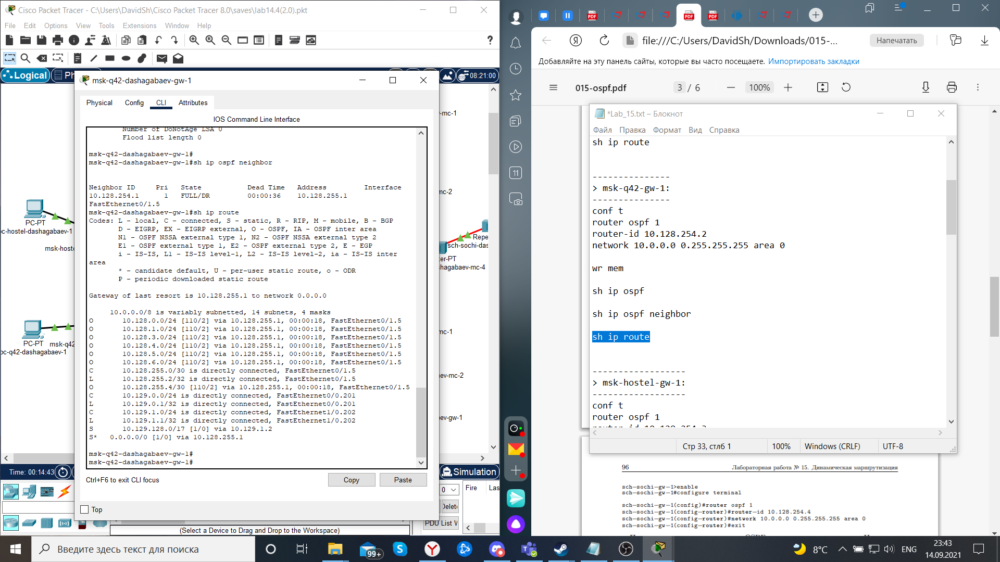 Cisco Packet Tracer - C:\Users\DavidSh\Cisco Packet Tracer 8.0\saves\lab14.4(2.0).pkt
File Edit Options View Tools Extensions Window Help
?
Logical
08:21:00
msk-q42-dashagabaev-gw-1
Physical Config CLI Attributes
IOS Command Line Interface
Number of DoNotAge LSA 0
Flood list length 0
msk-q42-dashagabaev-gw-1#
msk-q42-dashagabaev-gw-1#sh ip ospf neighbor
Neighbor ID Pri State Dead Time Address Interface
10.128.254.1 1 FULL/DR 00:00:36 10.128.255.1
FastEthernet0/1.5
msk-q42-dashagabaev-gw-1#sh ip route
Codes: L - local, C - connected, S - static, R - RIP, M - mobile, B - BGP
D - EIGRP, EX - EIGRP external, O - OSPF, IA - OSPF inter area
N1 - OSPF NSSA external type 1, N2 - OSPF NSSA external type 2
E1 - OSPF external type 1, E2 - OSPF external type 2, E - EGP
i - IS-IS, L1 - IS-IS level-1, L2 - IS-IS level-2, ia - IS-IS inter
area
* - candidate default, U - per-user static route, o - ODR
P - periodic downloaded static route
Gateway of last resort is 10.128.255.1 to network 0.0.0.0
10.0.0.0/8 is variably subnetted, 14 subnets, 4 masks
O 10.128.0.0/24 [110/2] via 10.128.255.1, 00:00:18, FastEthernet0/1.5
O 10.128.1.0/24 [110/2] via 10.128.255.1, 00:00:18, FastEthernet0/1.5
O 10.128.3.0/24 [110/2] via 10.128.255.1, 00:00:18, FastEthernet0/1.5
O 10.128.4.0/24 [110/2] via 10.128.255.1, 00:00:18, FastEthernet0/1.5
O 10.128.5.0/24 [110/2] via 10.128.255.1, 00:00:18, FastEthernet0/1.5
O 10.128.6.0/24 [110/2] via 10.128.255.1, 00:00:18, FastEthernet0/1.5
C 10.128.255.0/30 is directly connected, FastEthernet0/1.5
L 10.128.255.2/32 is directly connected, FastEthernet0/1.5
O 10.128.255.4/30 [110/2] via 10.128.255.1, 00:00:18, FastEthernet0/1.5
C 10.129.0.0/24 is directly connected, FastEthernet0/0.201
L 10.129.0.1/32 is directly connected, FastEthernet0/0.201
C 10.129.1.0/24 is directly connected, FastEthernet1/0.202
L 10.129.1.1/32 is directly connected, FastEthernet1/0.202
S 10.129.128.0/17 [1/0] via 10.129.1.2
S* 0.0.0.0/0 [1/0] via 10.128.255.1
msk-q42-dashagabaev-gw-1#
msk-q42-dashagabaev-gw-1#
Ctrl+F6 to exit CLI focus
Copy Paste
Top
PC-PT
pc-hostel-dashagabaev-1
msk-host
PC-PT msk-q42
pc-q42-dashagabaev-1
-mc-1
mc-2
Repe
sch-sochi-das
ter-PT
hagabaev-mc-4
mc-1
ev-mc-2
ev-gw-1
Time: 00:14:43
Simulation
0
Fire Las
Delete
PDU List W
(Select a Device to Drag and Drop to the Workspace)
11
file:///C:/Users/DavidSh/Downloads/015-...
Напечатать
Добавляйте на эту панель сайты, которые вы часто посещаете. Импортировать закладки
015-ospf.pdf
3 / 6
100%
*Lab_15.txt – Блокнот
Файл Правка Формат Вид Справка
sh ip route
---------------
> msk-q42-gw-1:
---------------
conf t
router ospf 1
router-id 10.128.254.2
network 10.0.0.0 0.255.255.255 area 0
wr mem
sh ip ospf
sh ip ospf neighbor
sh ip route
------------------
> msk-hostel-gw-1:
------------------
conf t
router ospf 1
router-id 10.128.254.3
Стр 33, стлб 1
100%
Windows (CRLF)
UTF-8
96 Лабораторная работа № 15. Динамическая маршрутизация
sch-sochi-gw-1>enable
sch-sochi-gw-1#configure terminal
sch-sochi-gw-1(config)#router ospf 1
sch-sochi-gw-1(config-router)#router-id 10.128.254.4
sch-sochi-gw-1(config-router)#network 10.0.0.0 0.255.255.255 area 0
sch-sochi-gw-1(config-router)#exit
Введите здесь текст для поиска
99+
8°C
ENG
23:43
14.09.2021